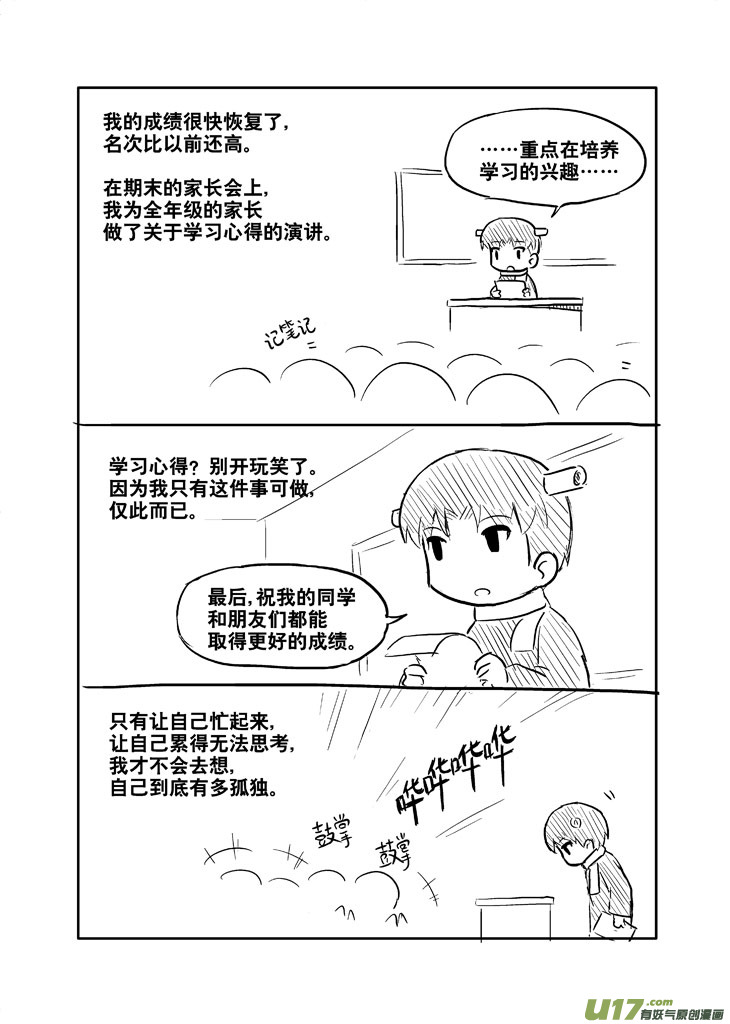 我的成绩很快恢复了，
名次比以前还高。
在期末的家长会上，
我为全年级的家长
做了关于学习心得的演讲。
……重点在培养
学习的兴趣……
记笔记
学习心得？别开玩笑了。
因为我只有这件事可做，
仅此而已。
最后，祝我的同学
和朋友们都能
取得更好的成绩。
只有让自己忙起来，
让自己累得无法思考，
我才不会去想，
自己到底有多孤独。
哗哗哗哗
鼓掌
鼓掌
U17.com
有妖气原创漫画